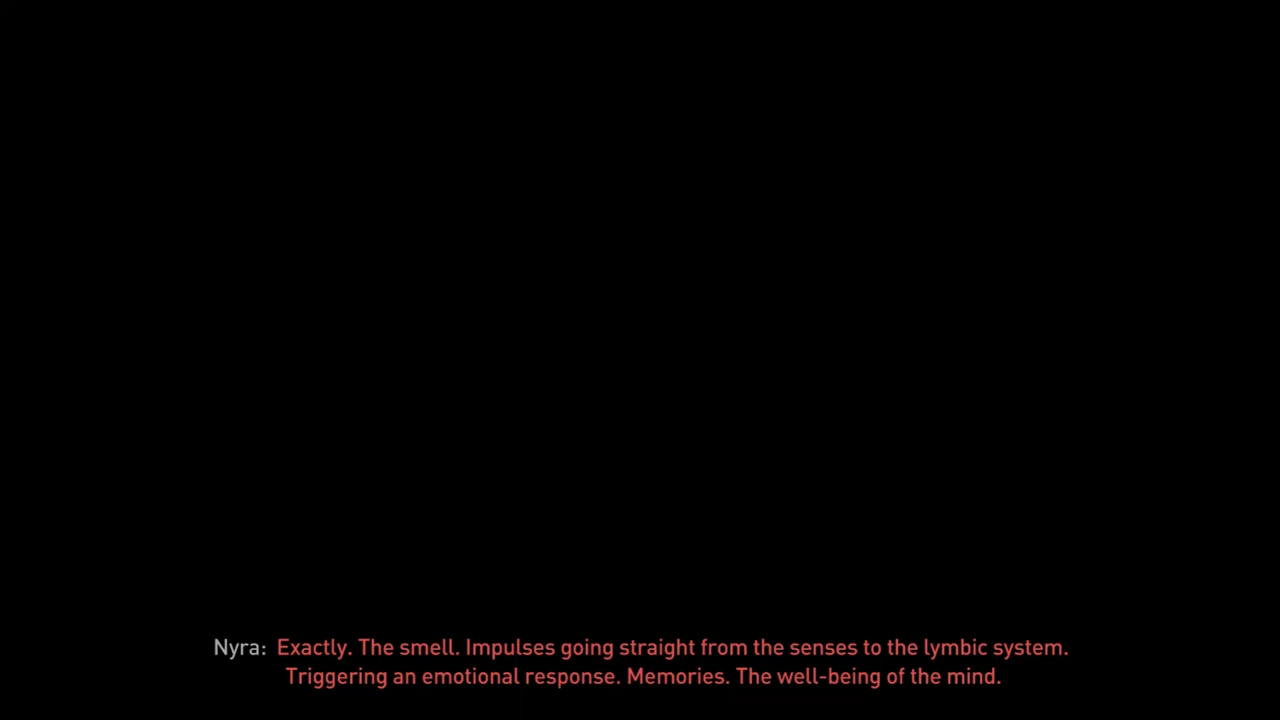 Nyra: Exactly. The smell. Impulses going straight from the senses to the lymbic system.
Triggering an emotional response. Memories. The well-being of the mind.